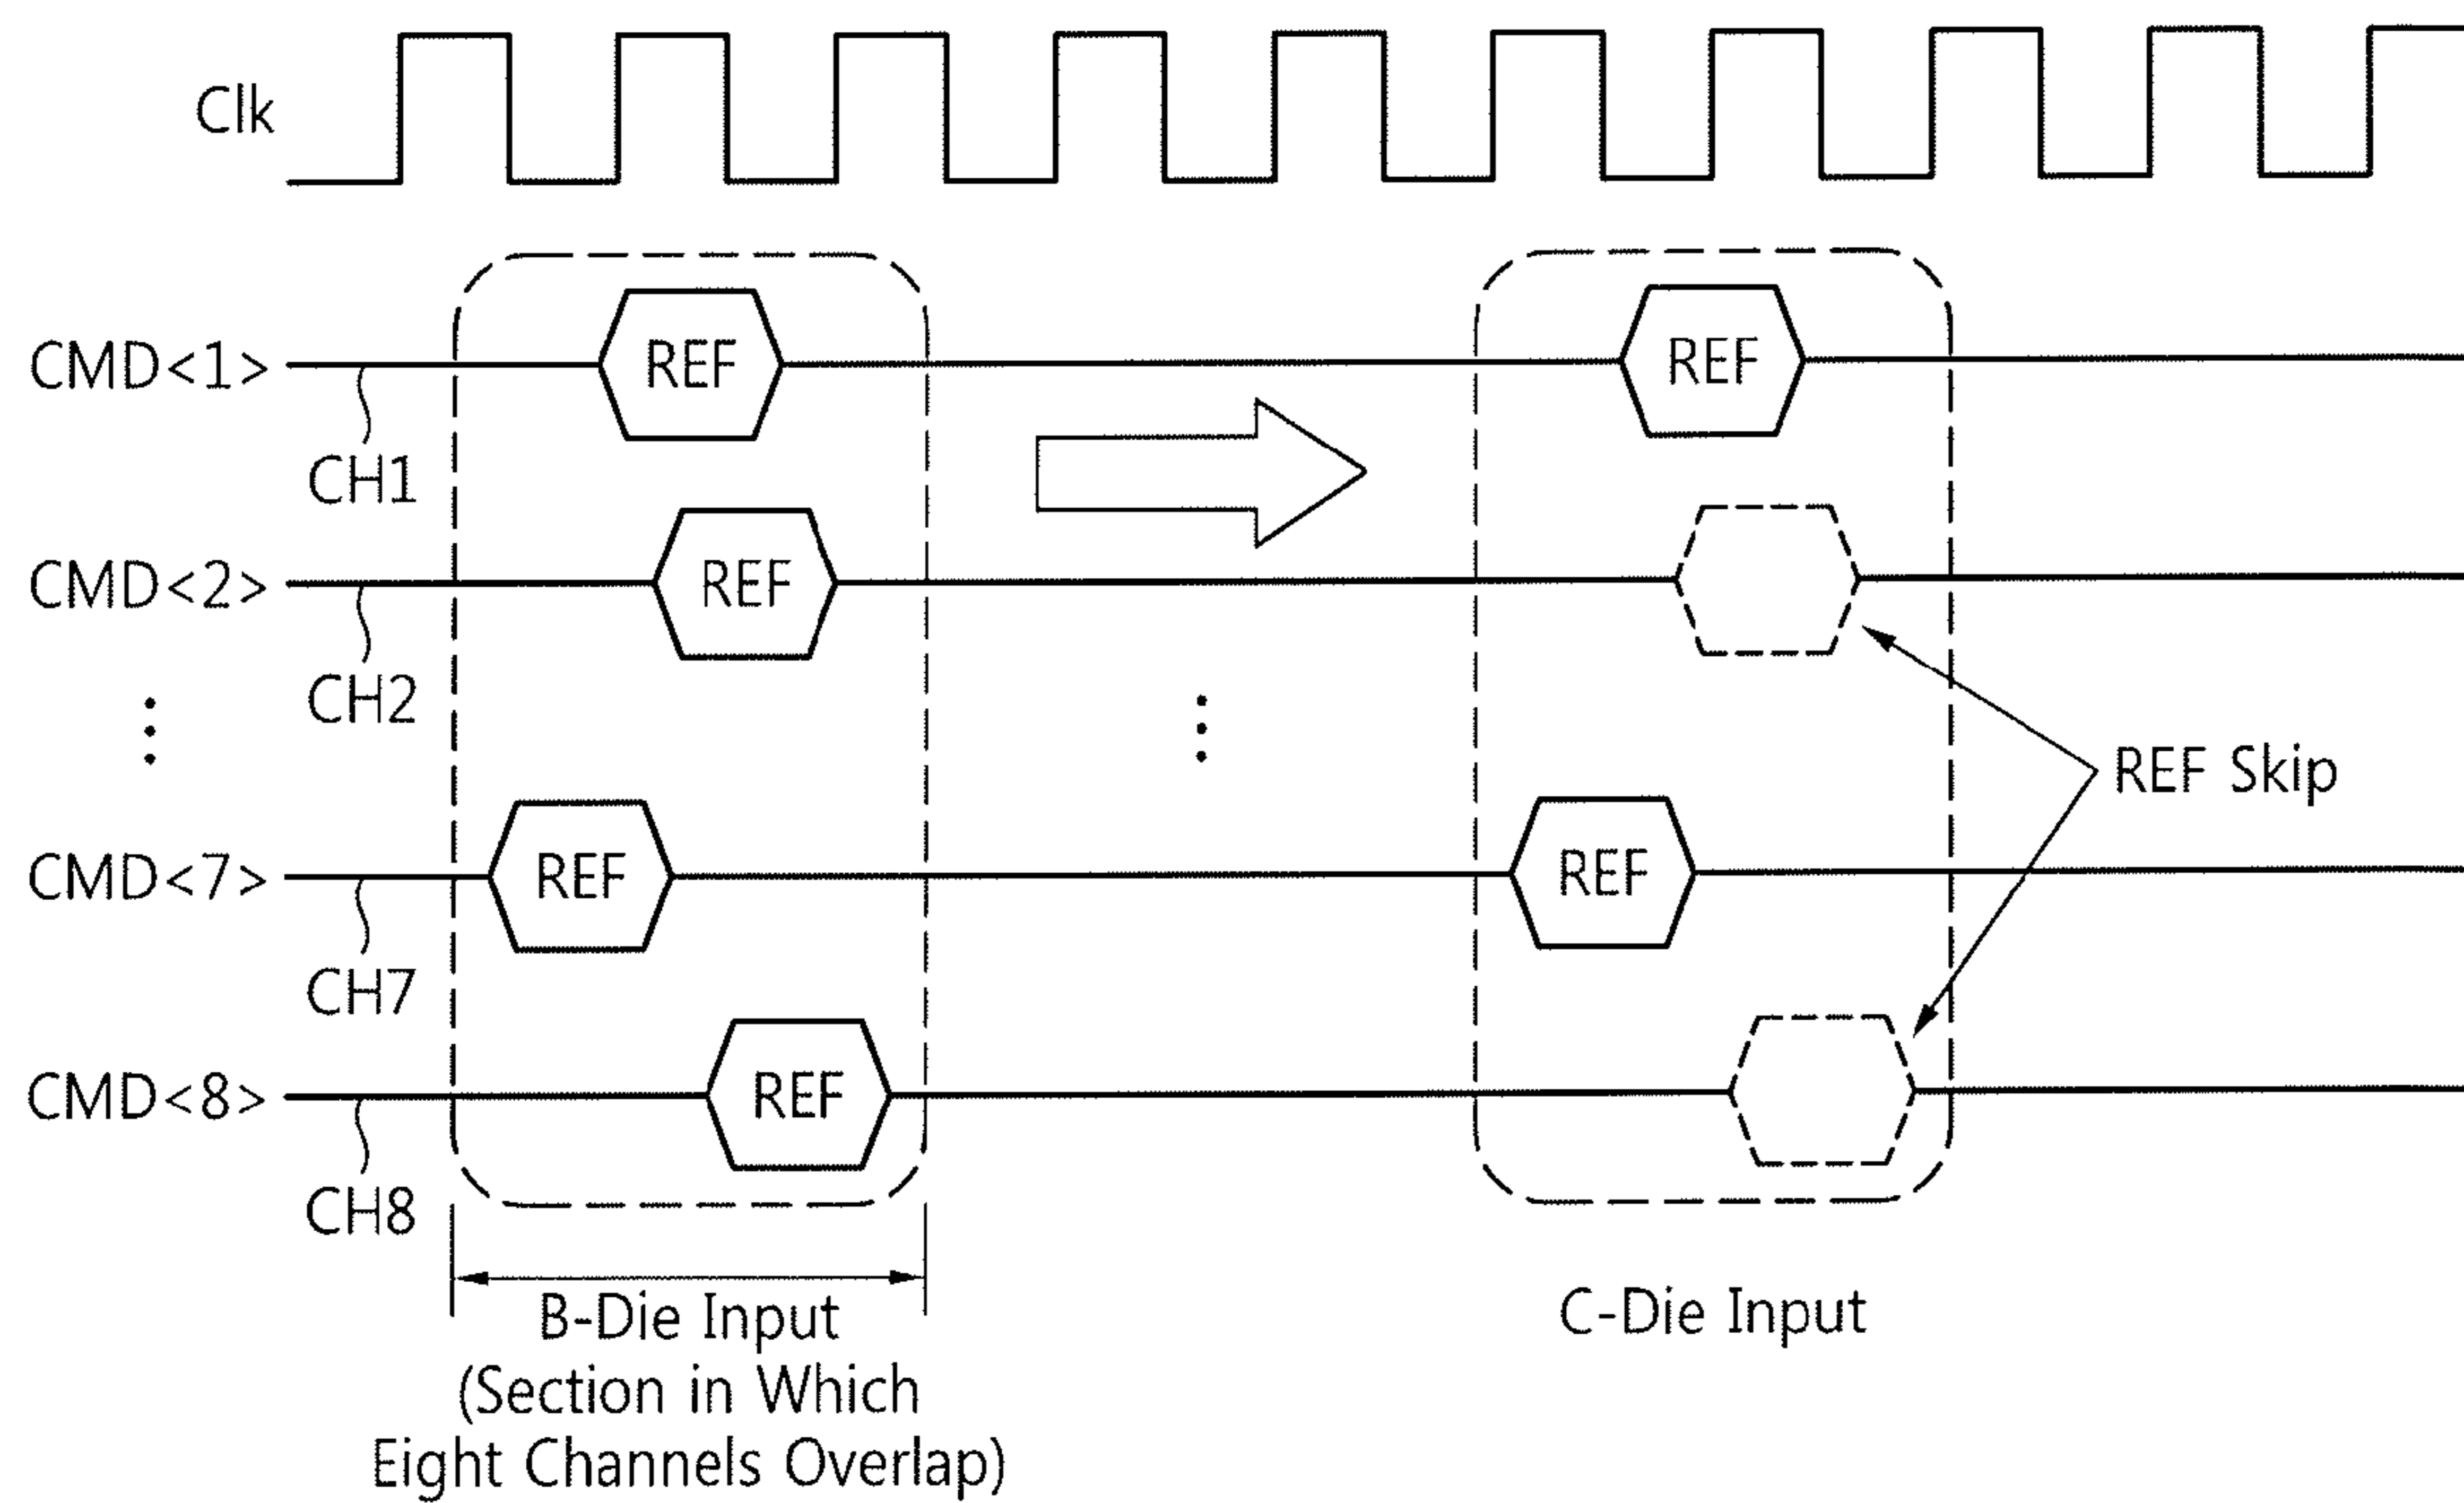 Clk
CMD<1>
REF
REF
CH1
CMD<2>
REF
CH2
REF Skip
CMD<7>
REF
REF
CH7
CMD<8>
REF
CH8
B-Die Input
(Section in Which
Eight Channels Overlap)
C-Die Input